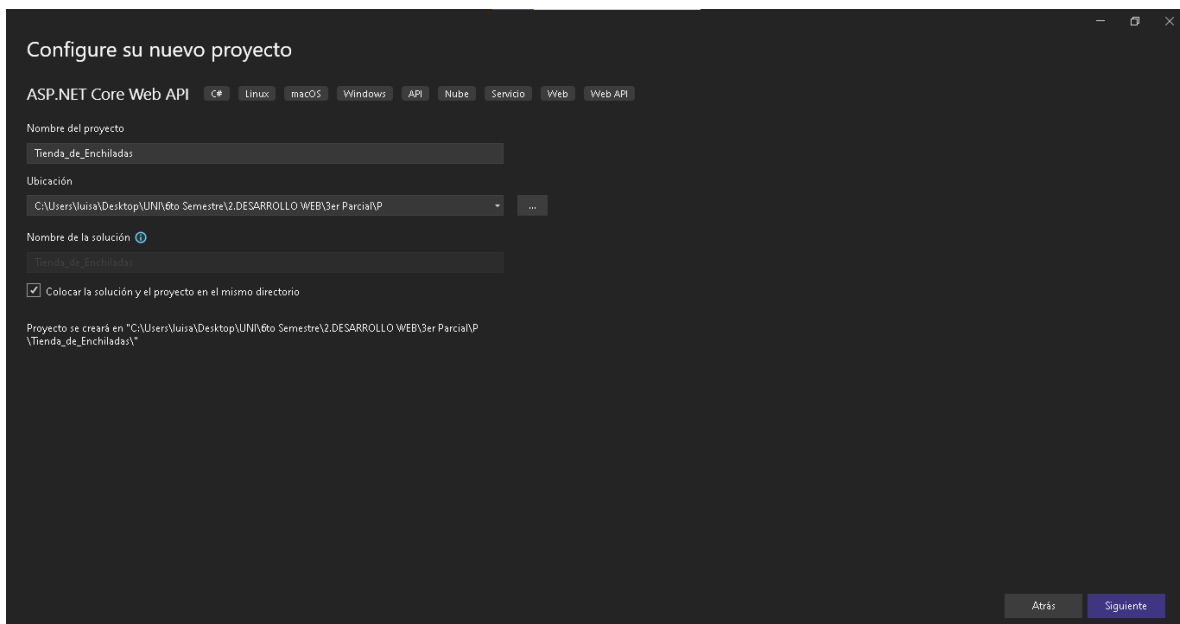 Configure su nuevo proyecto
ASP.NET Core Web API C# Linux macOS Windows API Nube Servicio Web Web API
Nombre del proyecto
Tienda_de_Enchiladas
Ubicación
C:\Users\luisa\Desktop\UNI\6to Semestre\2.DESARROLLO WEB\3er Parcial\P ...
Nombre de la solución
Tienda_de_Enchiladas
Colocar la solución y el proyecto en el mismo directorio
Proyecto se creará en "C:\Users\luisa\Desktop\UNI\6to Semestre\2.DESARROLLO WEB\3er Parcial\P
\Tienda_de_Enchiladas\"
Atrás Siguiente